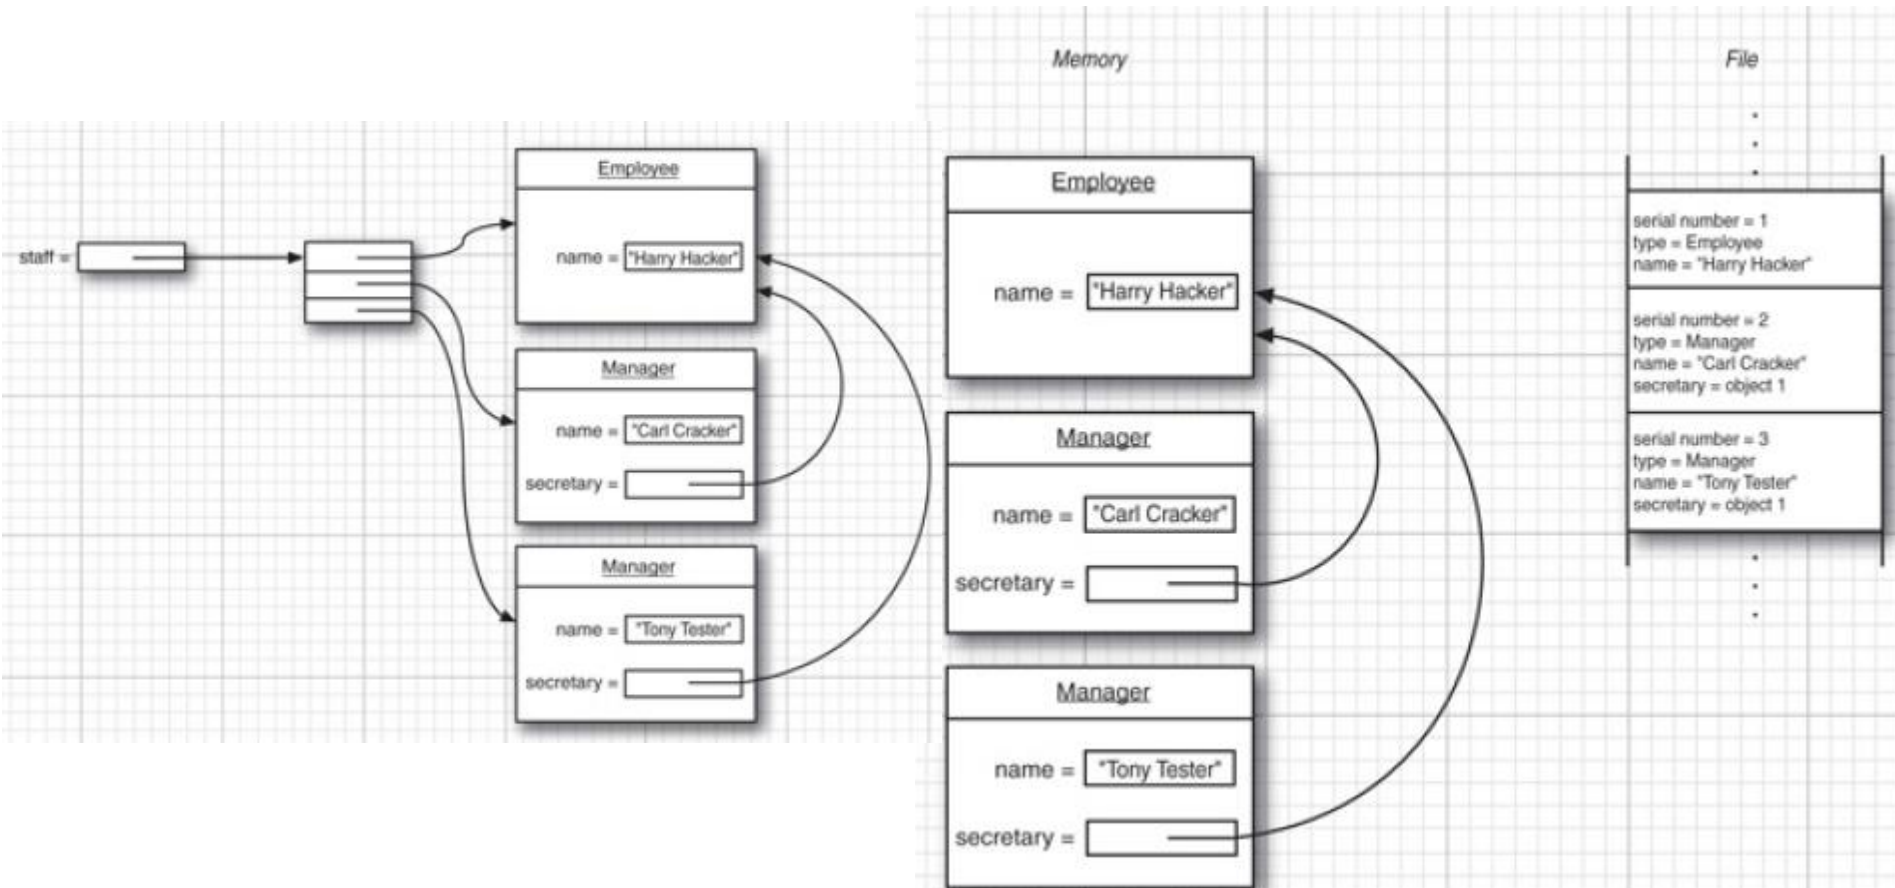 staff =
Employee
name = "Harry Hacker"
Manager
name = "Carl Cracker"
secretary =
Manager
name = "Tony Tester"
secretary =
Memory
File
Employee
name = "Harry Hacker"
Manager
name = "Carl Cracker"
secretary =
Manager
name = "Tony Tester"
secretary =
serial number = 1
type = Employee
name = "Harry Hacker"
serial number = 2
type = Manager
name = "Carl Cracker"
secretary = object 1
serial number = 3
type = Manager
name = "Tony Tester"
secretary = object 1